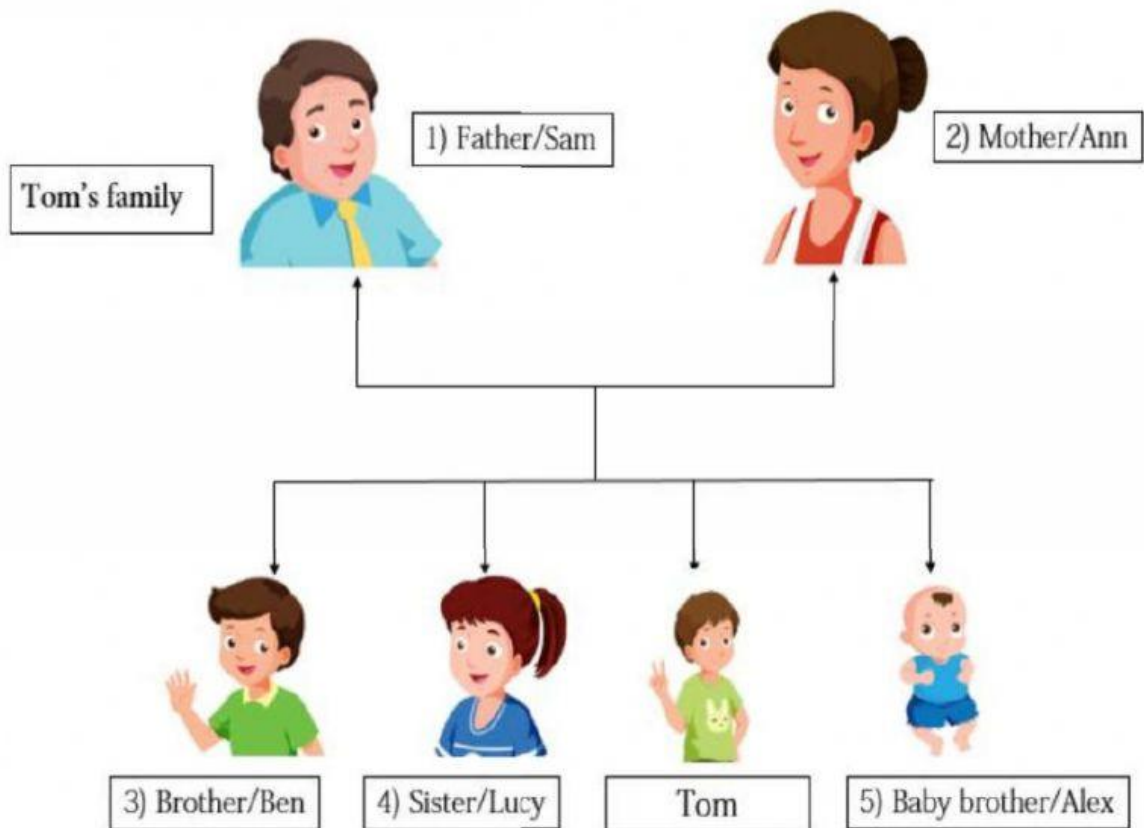 1) Father/Sam
2) Mother/Ann
Tom's family
3) Brother/Ben
4) Sister/Lucy
Tom
5) Baby brother/Alex